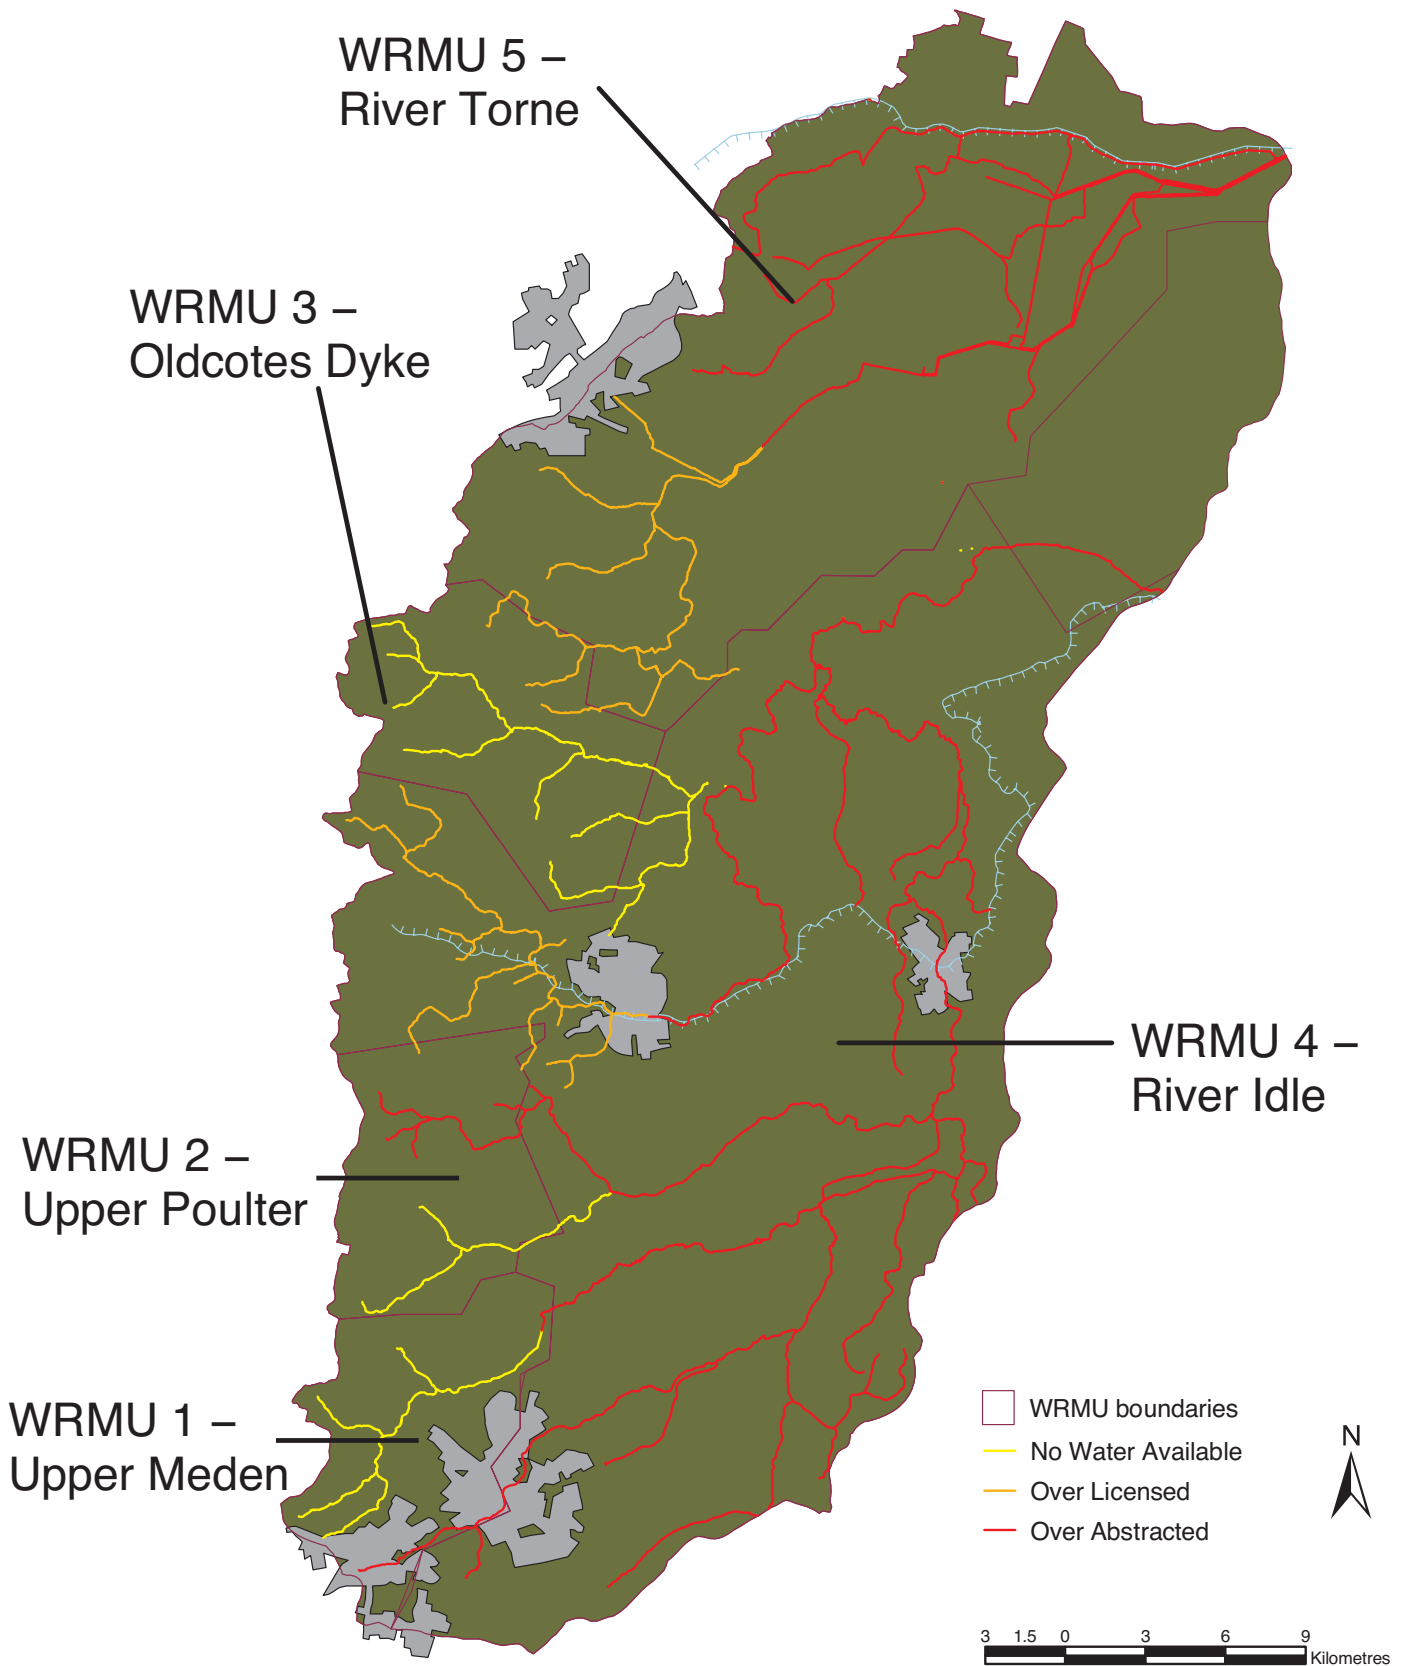 WRMU 5 –
River Torne
WRMU 3 –
Oldcotes Dyke
WRMU 4 –
River Idle
WRMU 2 –
Upper Poulter
WRMU 1 –
Upper Meden
WRMU boundaries
No Water Available
Over Licensed
Over Abstracted
N
3 1.5 0 3 6 9
Kilometres